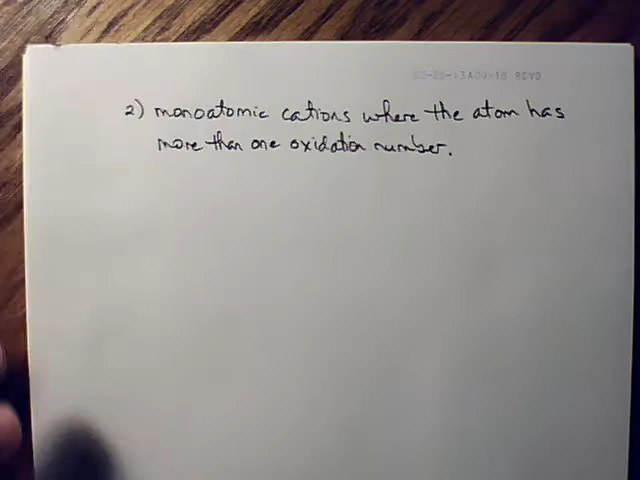 2) monoatomic cations where the atom has
more than one oxidation number.